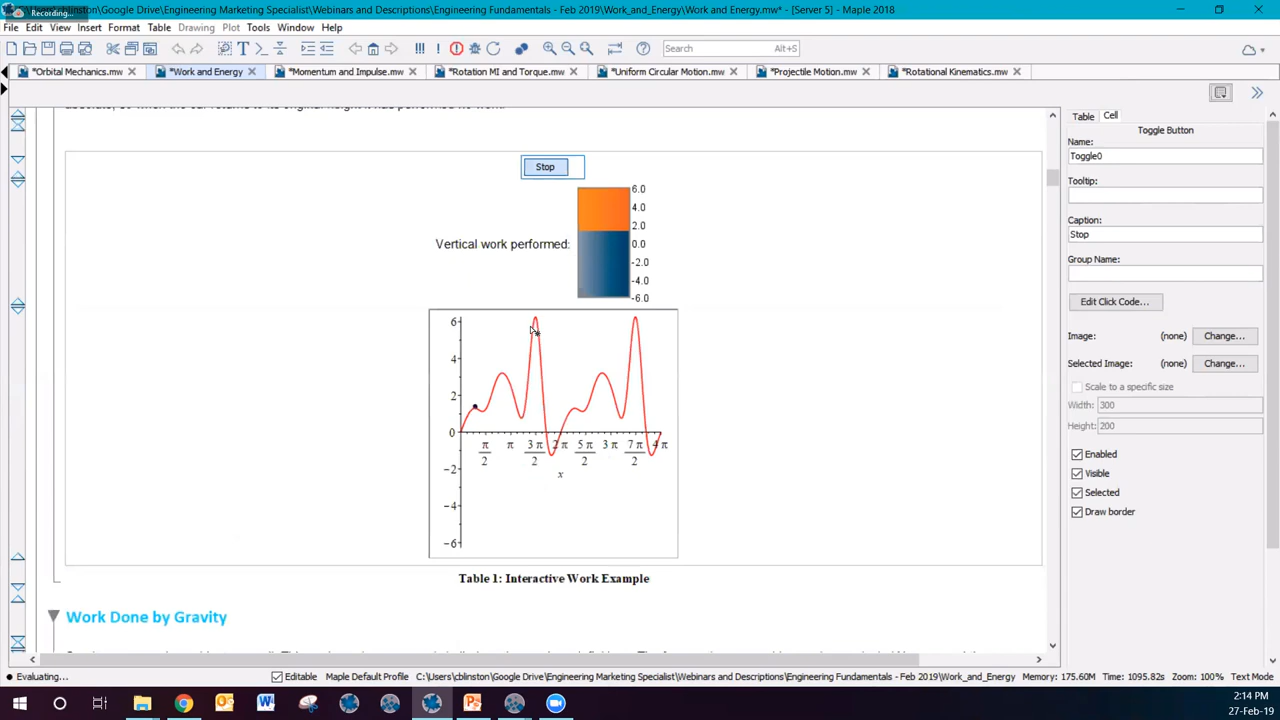 Recording...
C:\Users\cblinston\Google Drive\Engineering Marketing Specialist\Webinars and Descriptions\Engineering Fundamentals - Feb 2019\Work_and_Energy\Work and Energy.mw* - [Server 5] - Maple 2018
File Edit View Insert Format Table Drawing Plot Tools Window Help
Search Alt+S
*Orbital Mechanics.mw *Work and Energy *Momentum and Impulse.mw *Rotation MI and Torque.mw *Uniform Circular Motion.mw *Projectile Motion.mw *Rotational Kinematics.mw
Stop
Vertical work performed:
6.0
4.0
2.0
0.0
-2.0
-4.0
-6.0
6
4
2
0
π/2 π 3π/2 2π 5π/2 3π 7π/2 4π
x
−2
−4
−6
Table 1: Interactive Work Example
Work Done by Gravity
Table Cell
Toggle Button
Name:
Toggle0
Tooltip:
Caption:
Stop
Group Name:
Edit Click Code...
Image: (none) Change...
Selected Image: (none) Change...
Scale to a specific size
Width: 300
Height: 200
Enabled
Visible
Selected
Draw border
Evaluating... Editable Maple Default Profile C:\Users\cblinston\Google Drive\Engineering Marketing Specialist\Webinars and Descriptions\Engineering Fundamentals - Feb 2019\Work_and_Energy Memory: 175.60M Time: 1095.82s Zoom: 100% Text Mode
2:14 PM
27-Feb-19